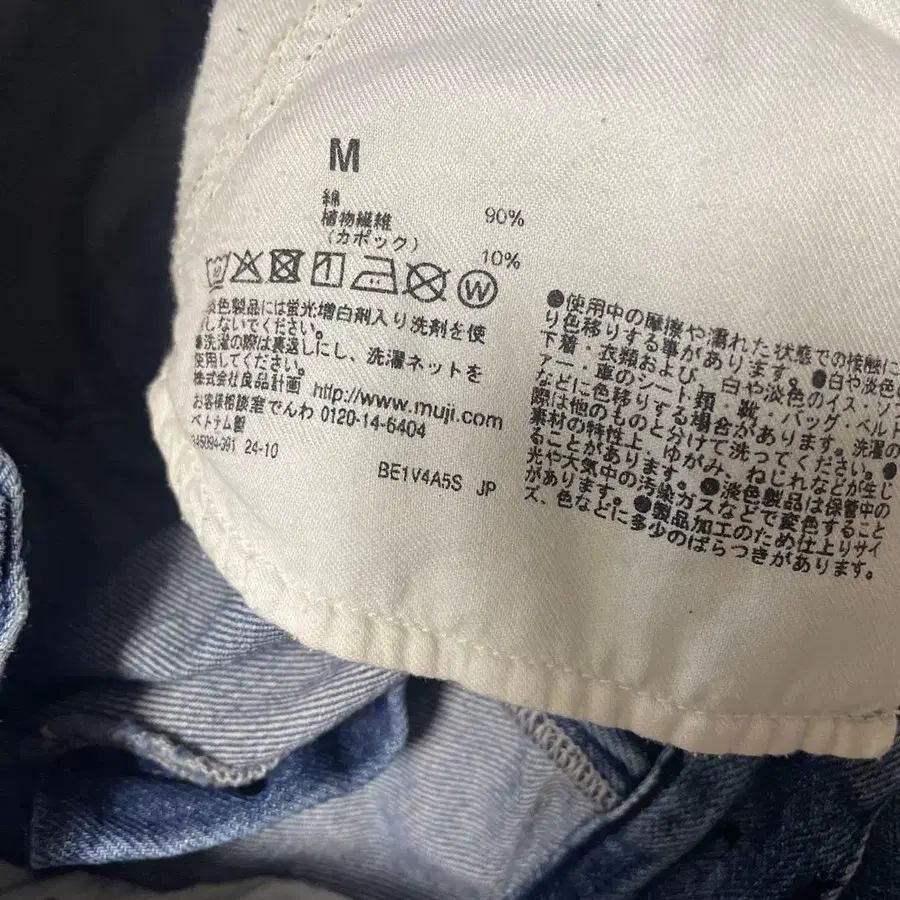 M
綿 90%
植物繊維
(カポック) 10%
W
淡色製品には蛍光増白剤入り洗剤を使
しないでください。
●洗濯の際は裏返しにし、洗濯ネットを
使用してください。
株式会社良品計画 http://www.muji.com
お客様相談室でんわ 0120-14-6404
ベトナム製
24-10
BE1V4A5S JP
●使用中の摩擦や濡れた状態での接触に
り色移りする事があります。●白や淡色の
下着・衣類および、白や淡色のイス・ソフ
ァー・車のシート類、靴・バッグ・ベルト
などに色移りする場合があります。洗濯の
際は他のものと分けて洗ってください。●
素材の特性上、ゆがみ、ねじれなどが生じ
ることがあります。●淡色製品は保管中の
光や大気中の汚染ガスなどで変色すること
があります。●製品加工のため仕上りサイ
ズ、色などに多少のばらつきがあります。